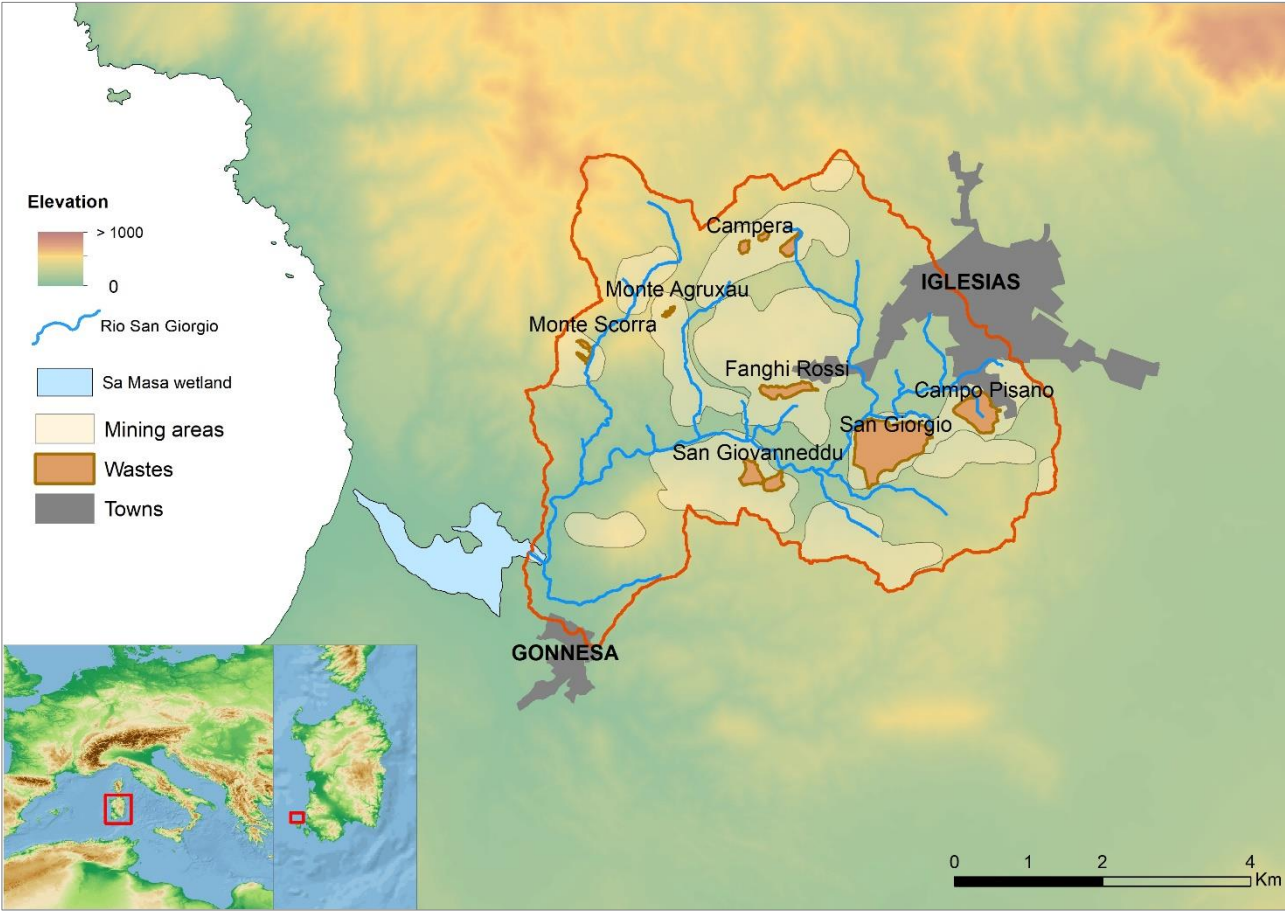 Elevation
> 1000
0
Rio San Giorgio
Sa Masa wetland
Mining areas
Wastes
Towns
Campera
IGLESIAS
Monte Agruxau
Monte Scorra
Fanghi Rossi
Campo Pisano
San Giorgio
San Giovanneddu
GONNESA
0 1 2 4
Km